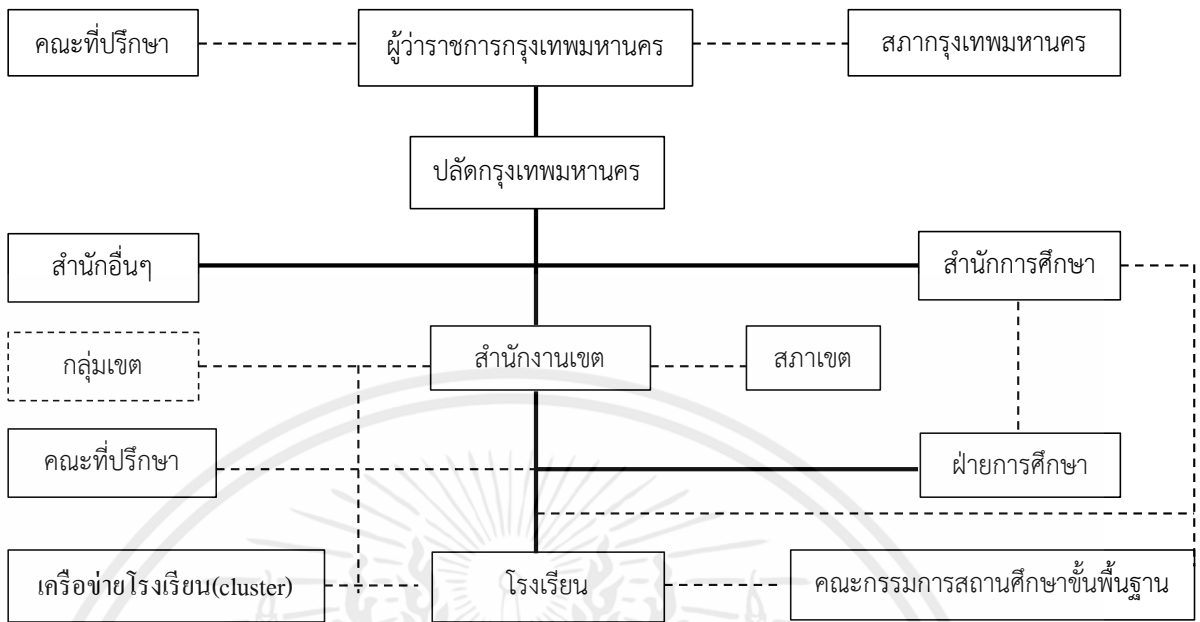 คณะที่ปรึกษา
ผู้ว่าราชการกรุงเทพมหานคร
สภากรุงเทพมหานคร
ปลัดกรุงเทพมหานคร
สำนักอื่นๆ
สำนักการศึกษา
กลุ่มเขต
สำนักงานเขต
สภาเขต
คณะที่ปรึกษา
ฝ่ายการศึกษา
เครือข่ายโรงเรียน(cluster)
โรงเรียน
คณะกรรมการสถานศึกษาขั้นพื้นฐาน